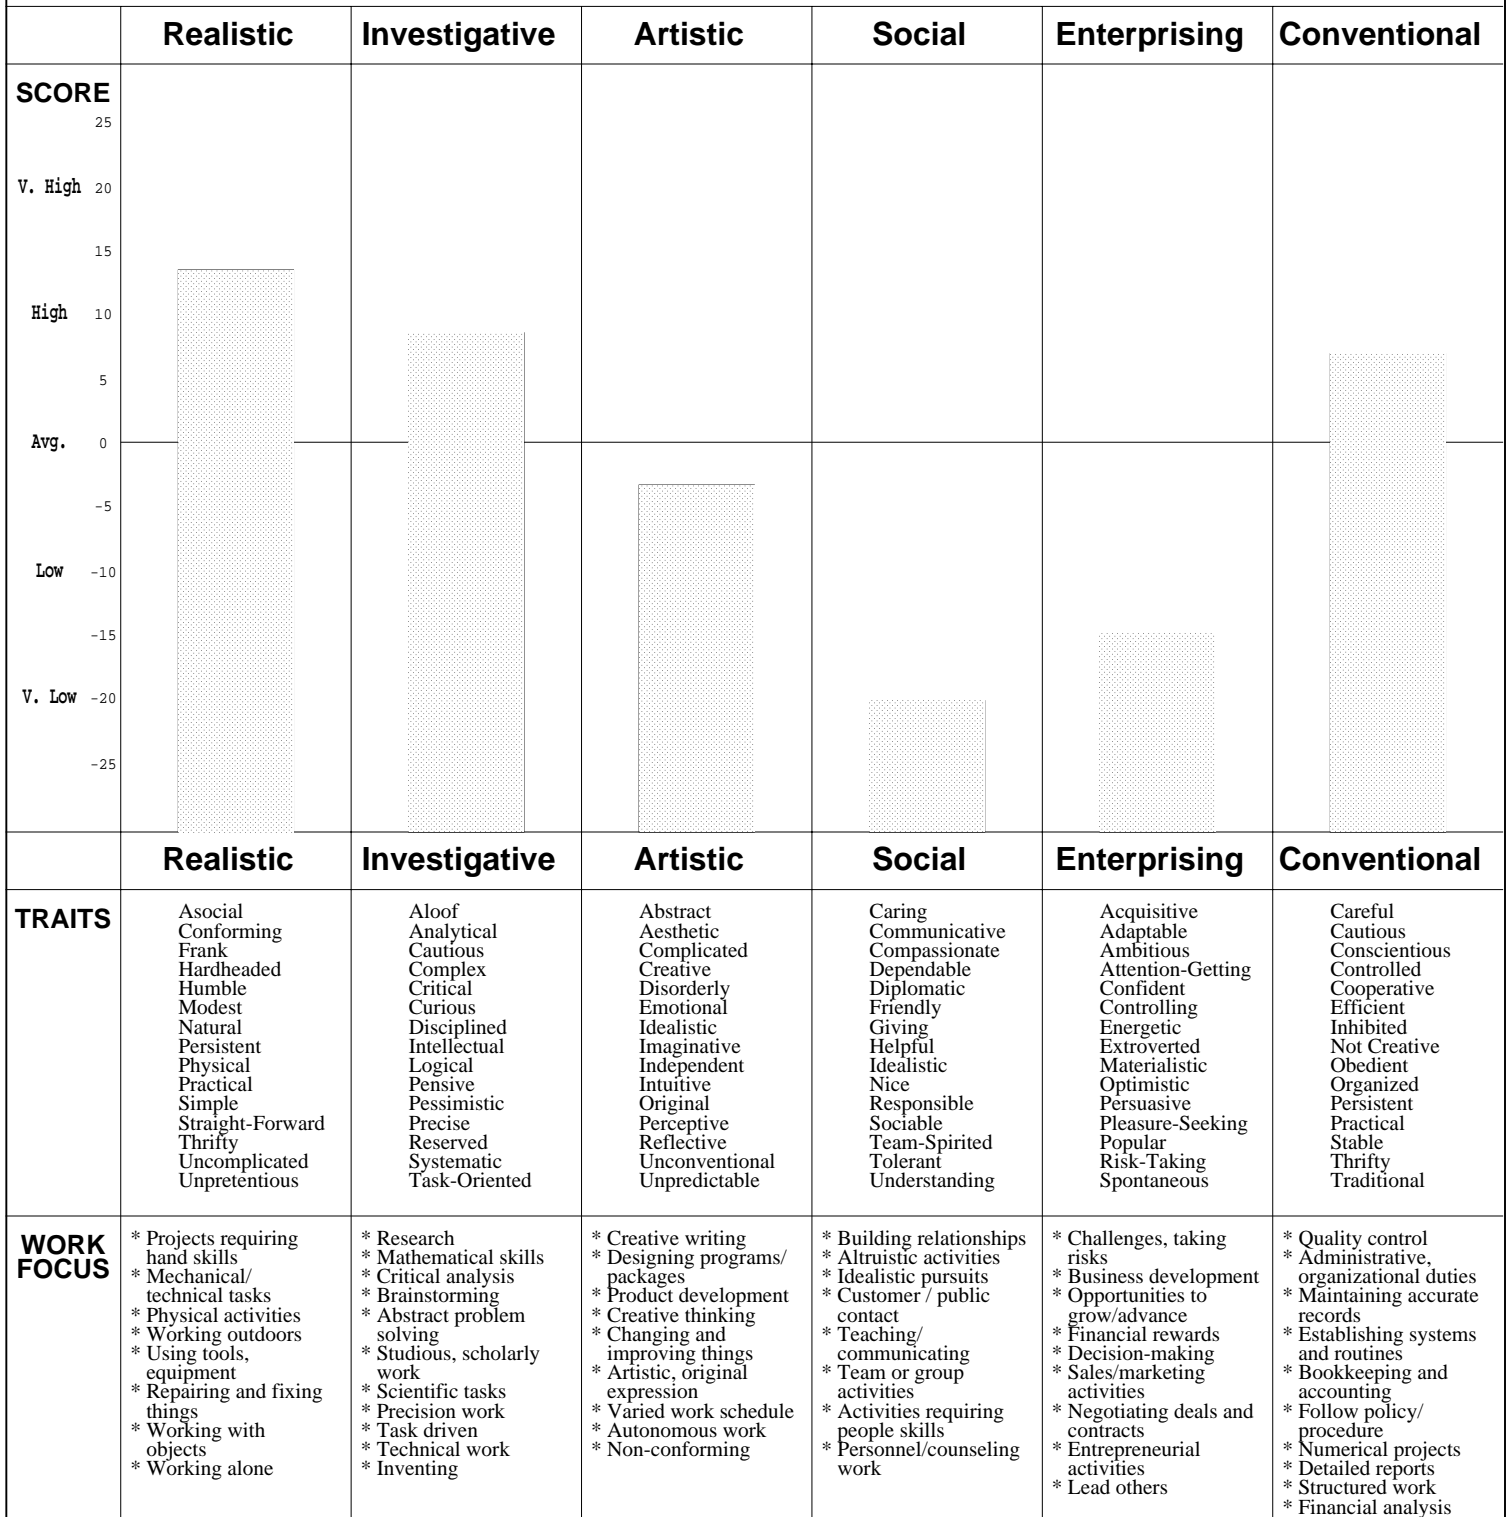 Realistic Investigative Artistic Social Enterprising Conventional
SCORE
25
V. High 20
15
High 10
5
Avg. 0
-5
Low -10
-15
V. Low -20
-25
Realistic Investigative Artistic Social Enterprising Conventional
TRAITS
Asocial
Conforming
Frank
Hardheaded
Humble
Modest
Natural
Persistent
Physical
Practical
Simple
Straight-Forward
Thrifty
Uncomplicated
Unpretentious
Aloof
Analytical
Cautious
Complex
Critical
Curious
Disciplined
Intellectual
Logical
Pensive
Pessimistic
Precise
Reserved
Systematic
Task-Oriented
Abstract
Aesthetic
Complicated
Creative
Disorderly
Emotional
Idealistic
Imaginative
Independent
Intuitive
Original
Perceptive
Reflective
Unconventional
Unpredictable
Caring
Communicative
Compassionate
Dependable
Diplomatic
Friendly
Giving
Helpful
Idealistic
Nice
Responsible
Sociable
Team-Spirited
Tolerant
Understanding
Acquisitive
Adaptable
Ambitious
Attention-Getting
Confident
Controlling
Energetic
Extroverted
Materialistic
Optimistic
Persuasive
Pleasure-Seeking
Popular
Risk-Taking
Spontaneous
Careful
Cautious
Conscientious
Controlled
Cooperative
Efficient
Inhibited
Not Creative
Obedient
Organized
Persistent
Practical
Stable
Thrifty
Traditional
WORK
FOCUS
* Projects requiring
hand skills
* Mechanical/
technical tasks
* Physical activities
* Working outdoors
* Using tools,
equipment
* Repairing and fixing
things
* Working with
objects
* Working alone
* Research
* Mathematical skills
* Critical analysis
* Brainstorming
* Abstract problem
solving
* Studious, scholarly
work
* Scientific tasks
* Precision work
* Task driven
* Technical work
* Inventing
* Creative writing
* Designing programs/
packages
* Product development
* Creative thinking
* Changing and
improving things
* Artistic, original
expression
* Varied work schedule
* Autonomous work
* Non-conforming
* Building relationships
* Altruistic activities
* Idealistic pursuits
* Customer / public
contact
* Teaching/
communicating
* Team or group
activities
* Activities requiring
people skills
* Personnel/counseling
work
* Challenges, taking
risks
* Business development
* Opportunities to
grow/advance
* Financial rewards
* Decision-making
* Sales/marketing
activities
* Negotiating deals and
contracts
* Entrepreneurial
activities
* Lead others
* Quality control
* Administrative,
organizational duties
* Maintaining accurate
records
* Establishing systems
and routines
* Bookkeeping and
accounting
* Follow policy/
procedure
* Numerical projects
* Detailed reports
* Structured work
* Financial analysis